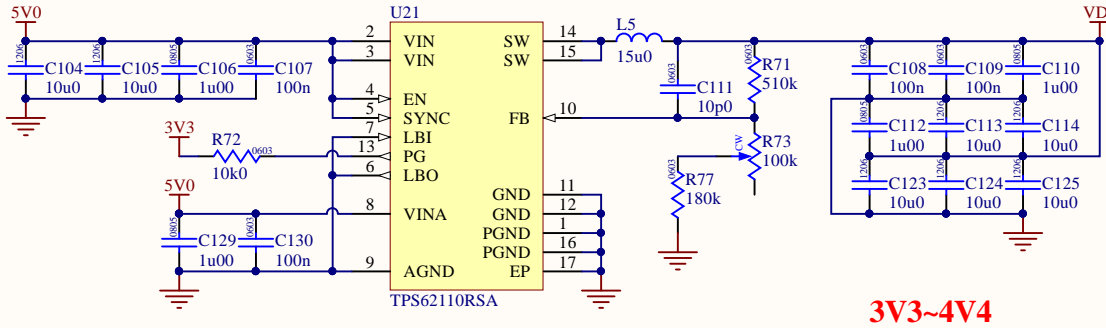 5V0
U21
VD
1206
C104
10u0
1206
C105
10u0
0805
C106
1u00
0603
C107
100n
2
VIN
3
VIN
4
EN
5
SYNC
7
LBI
13
PG
6
LBO
8
VINA
9
AGND
SW
14
SW
15
FB
10
GND
11
GND
12
PGND
1
PGND
16
EP
17
TPS62110RSA
3V3
R72
0603
10k0
5V0
0805
C129
1u00
0603
C130
100n
L5
15u0
0603
C111
10p0
0603
R71
510k
CW
R73
100k
0603
R77
180k
0603
C108
100n
0603
C109
100n
0805
C110
1u00
0805
C112
1u00
1206
C113
10u0
1206
C114
10u0
1206
C123
10u0
1206
C124
10u0
1206
C125
10u0
3V3~4V4